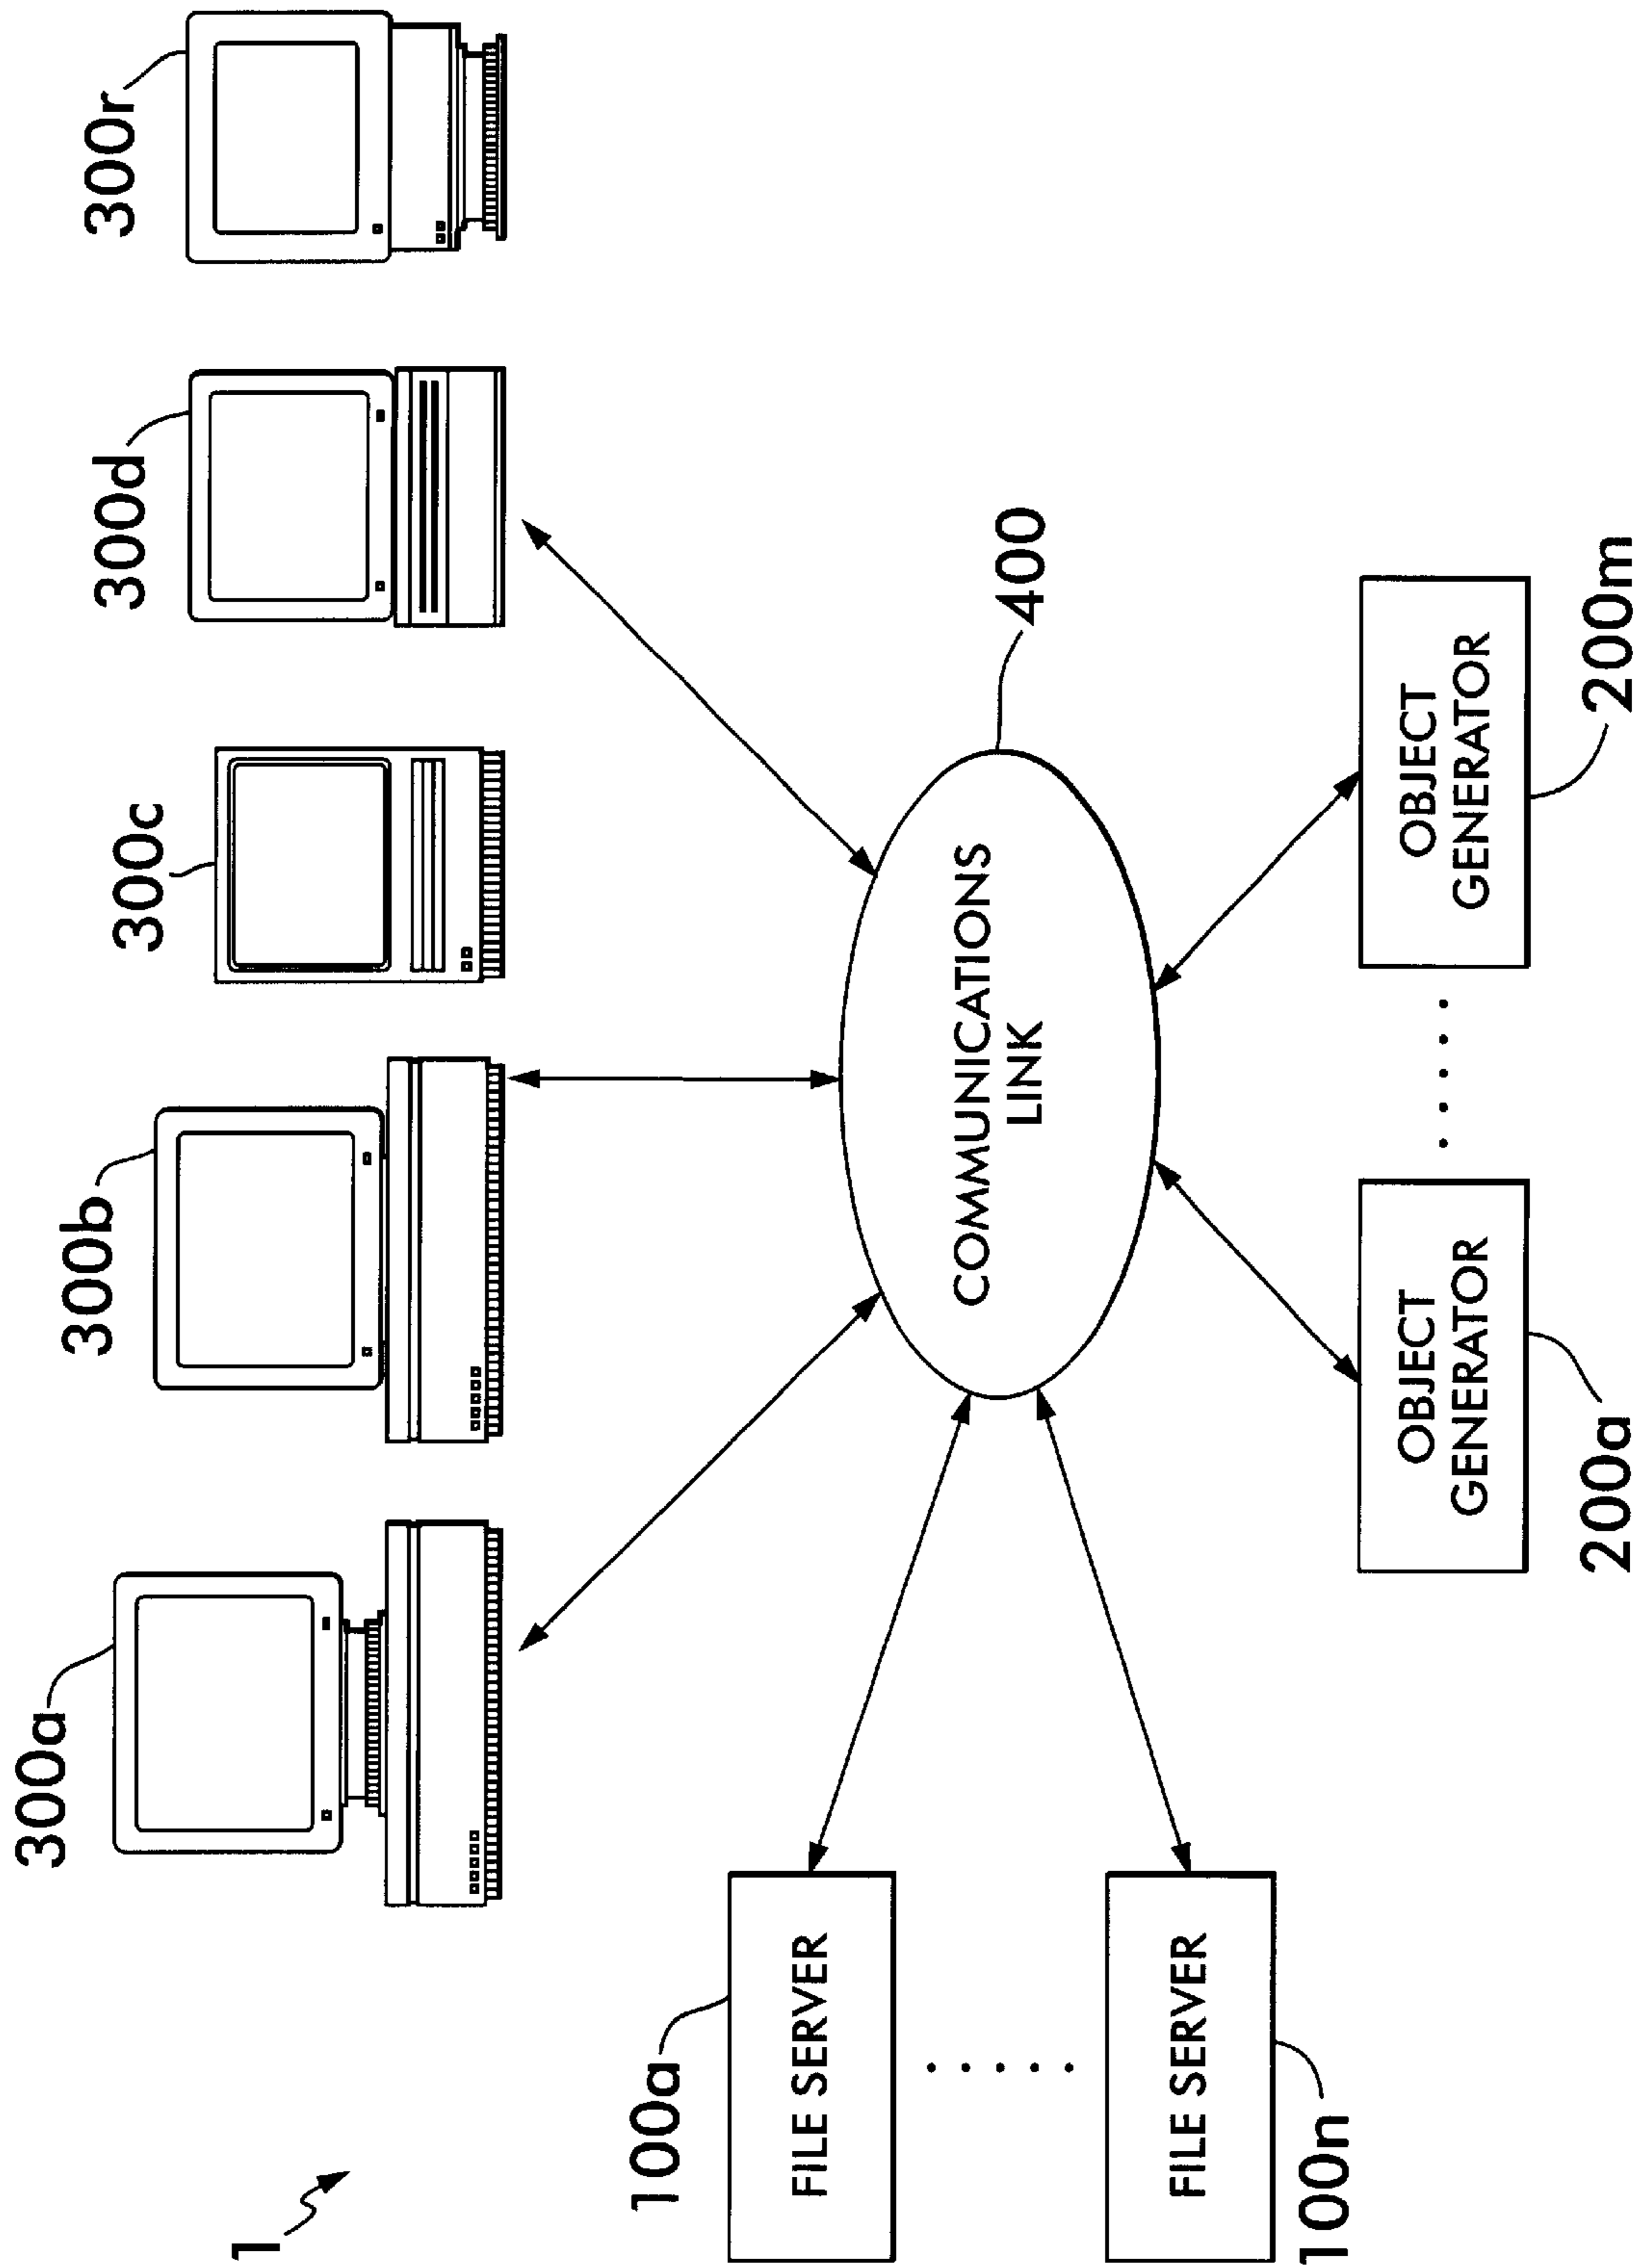 1
300a
300b
300c
300d
300r
100a
FILE SERVER
FILE SERVER
100n
COMMUNICATIONS
LINK
400
OBJECT
GENERATOR
200a
OBJECT
GENERATOR
200m